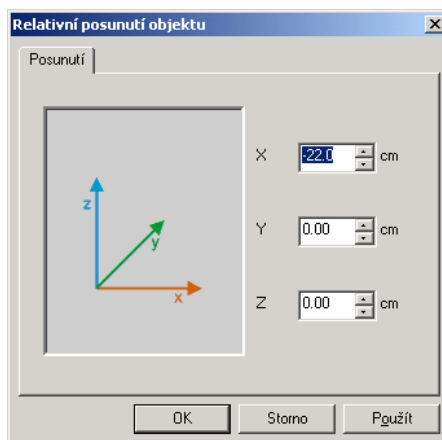 Relativní posunutí objektu
Posunutí
z
y
x
X -22.0 cm
Y 0.00 cm
Z 0.00 cm
OK Storno Použít